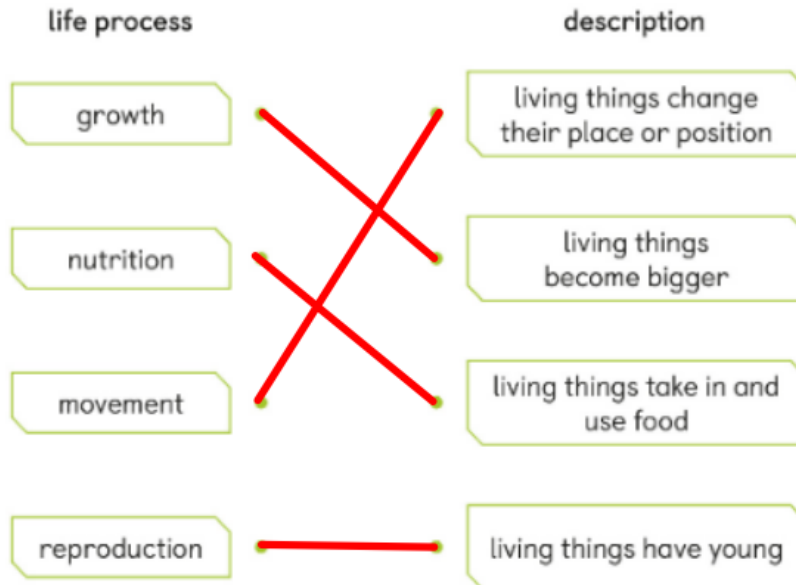 life process
description
growth
living things change
their place or position
nutrition
living things
become bigger
movement
living things take in and
use food
reproduction
living things have young